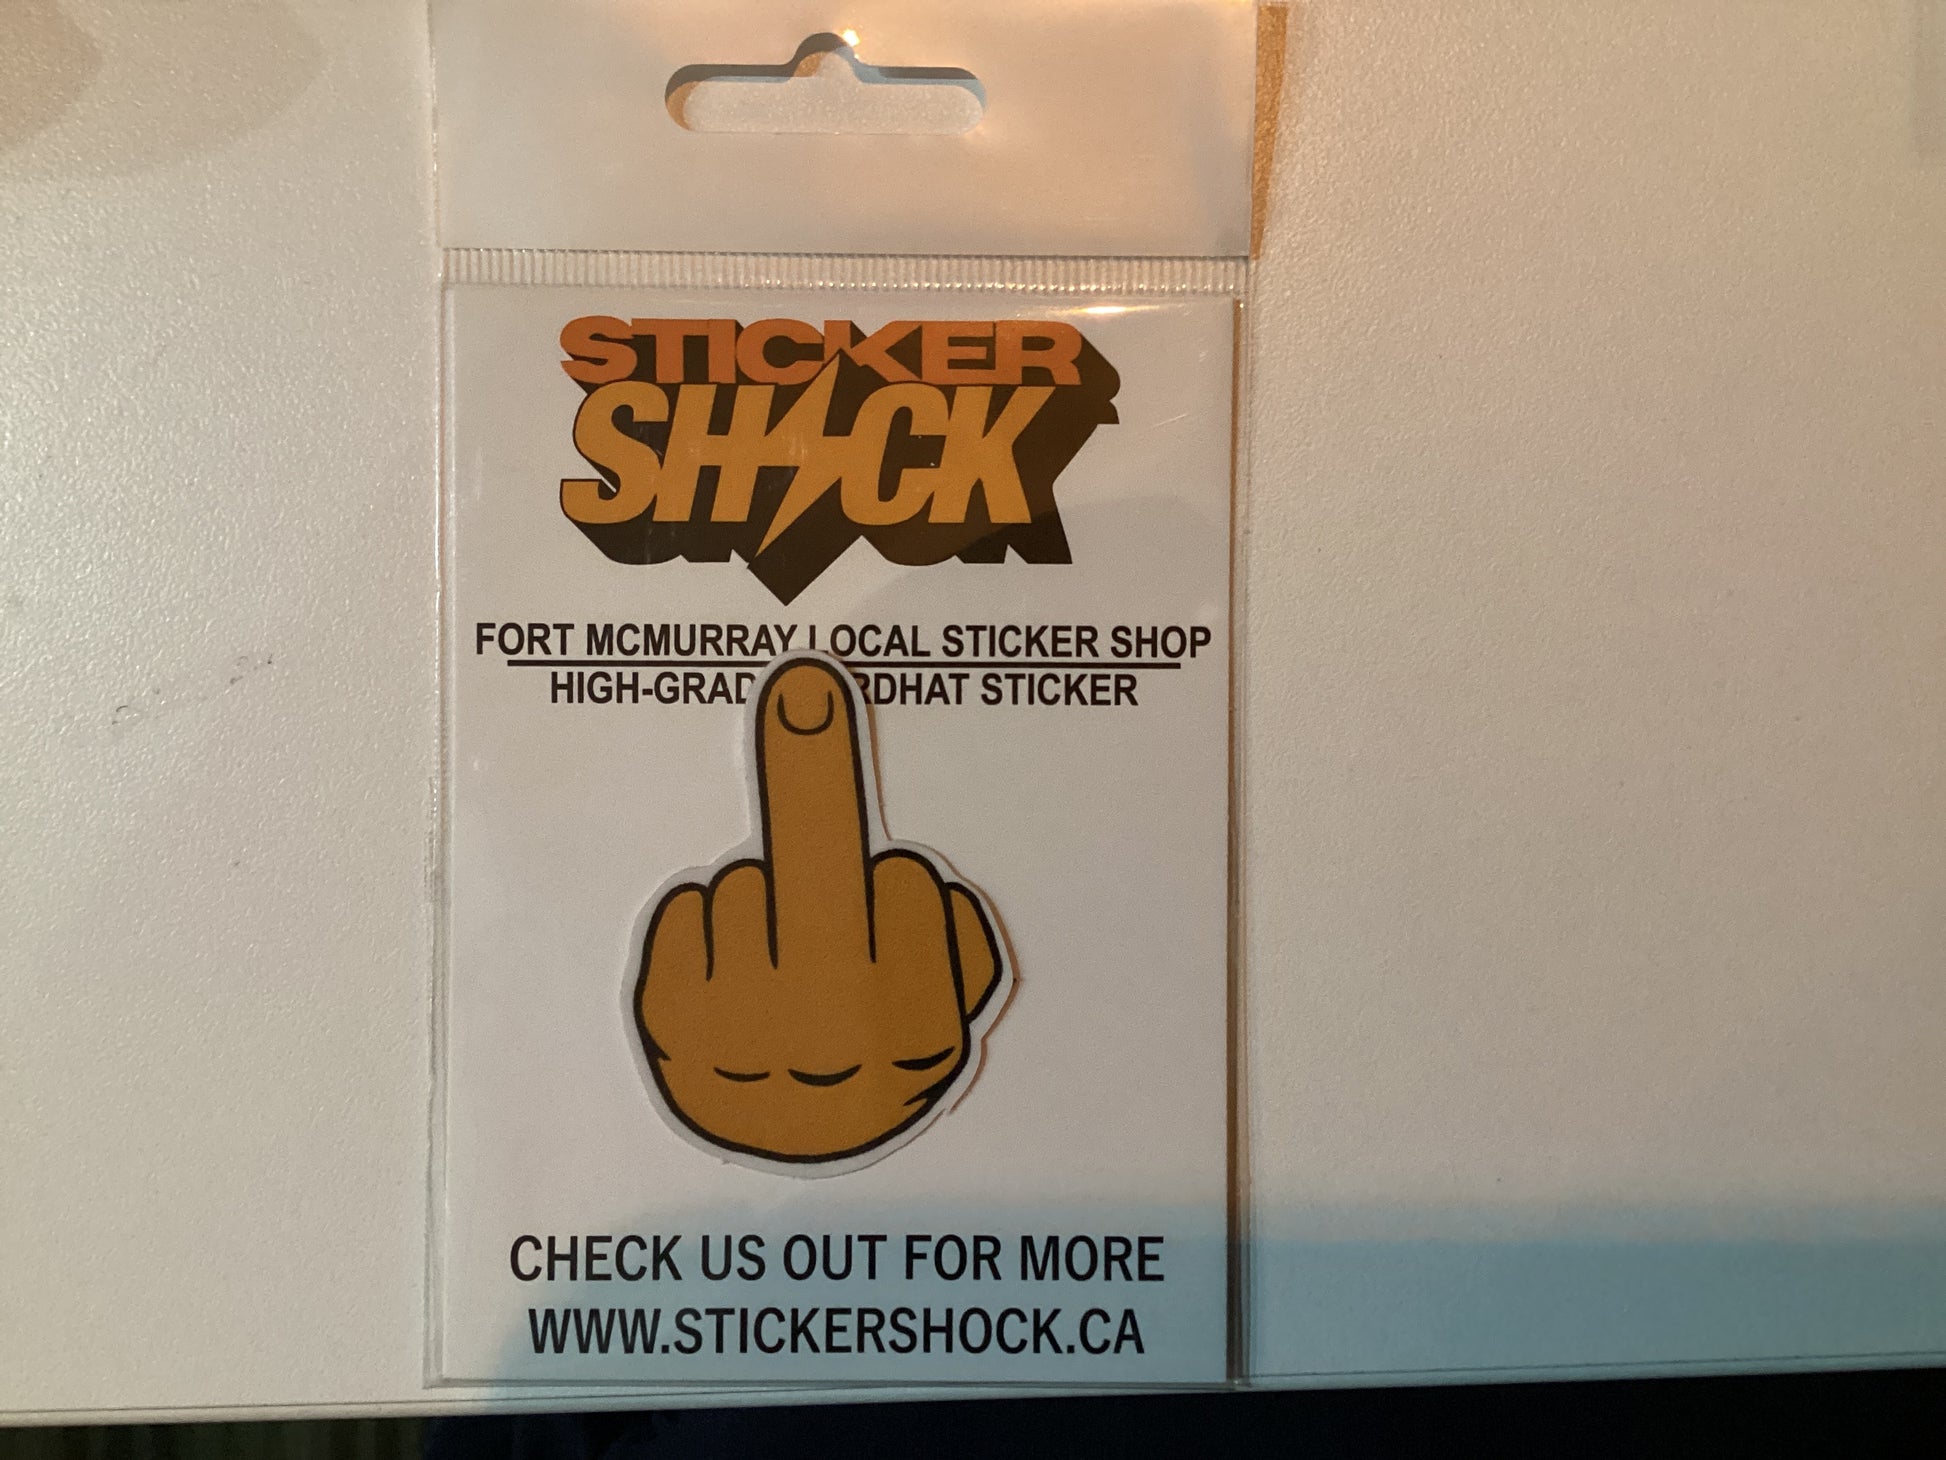 STICKER
SHOCK
FORT MCMURRAY LOCAL STICKER SHOP
STICKER
CHECK US OUT FOR MORE
WWW.STICKERSHOCK.CA